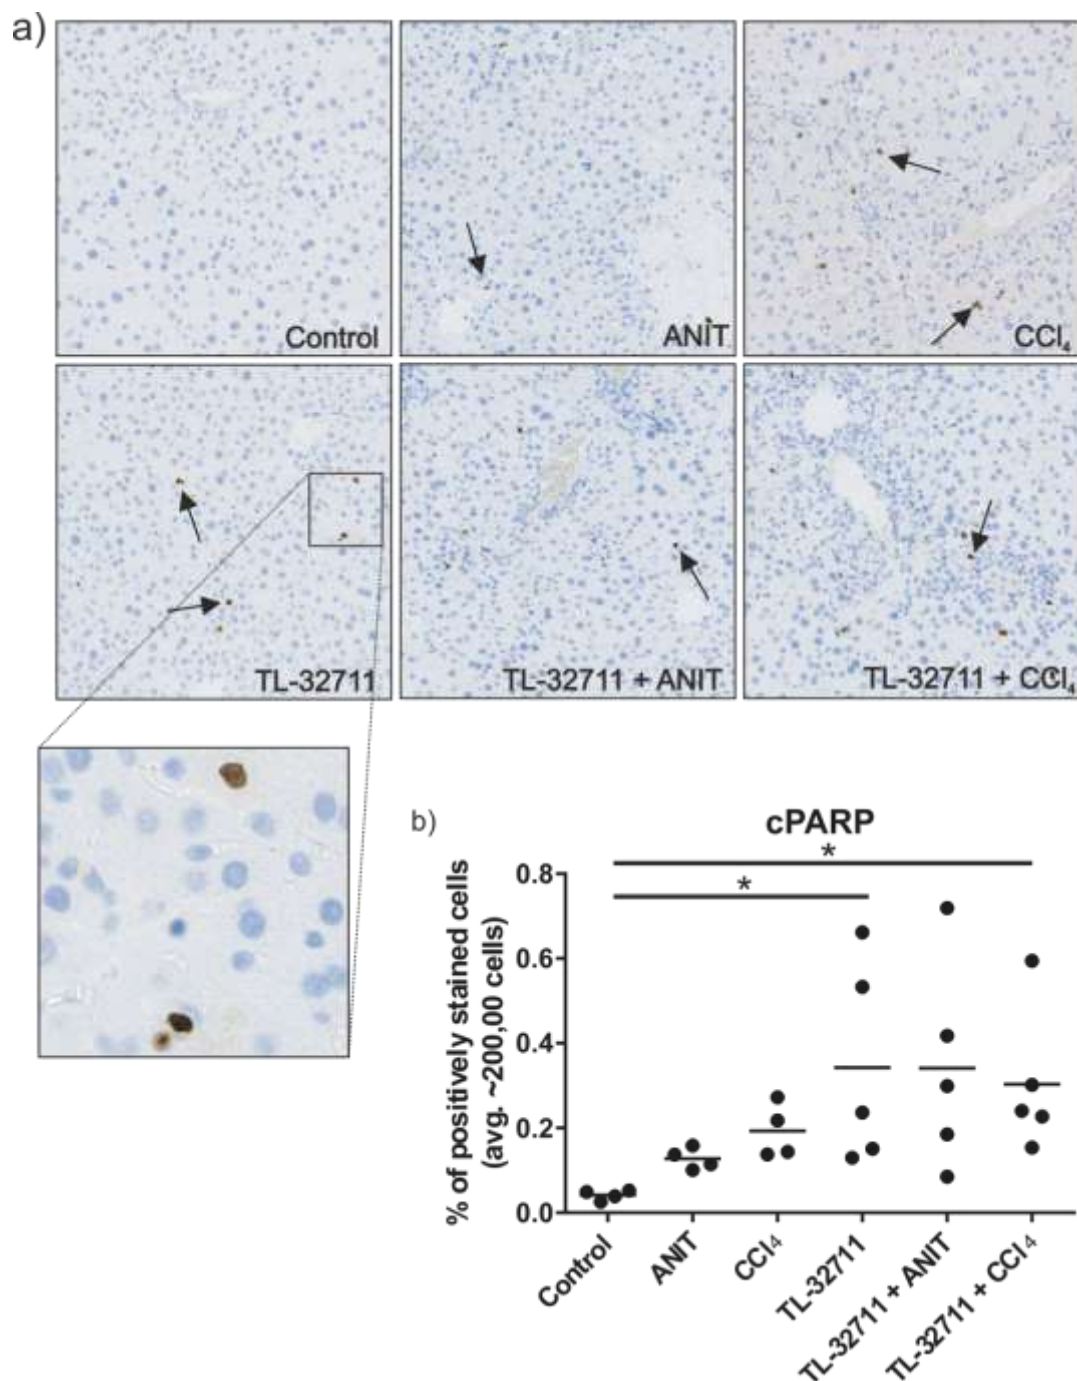 a)
Control
ANIT
CCl₄
TL-32711
TL-32711 + ANIT
TL-32711 + CCl₄
b)
cPARP
*
*
% of positively stained cells
(avg. ~200,00 cells)
0.8
0.6
0.4
0.2
0.0
Control
ANIT
CCl₄
TL-32711
TL-32711 + ANIT
TL-32711 + CCl₄